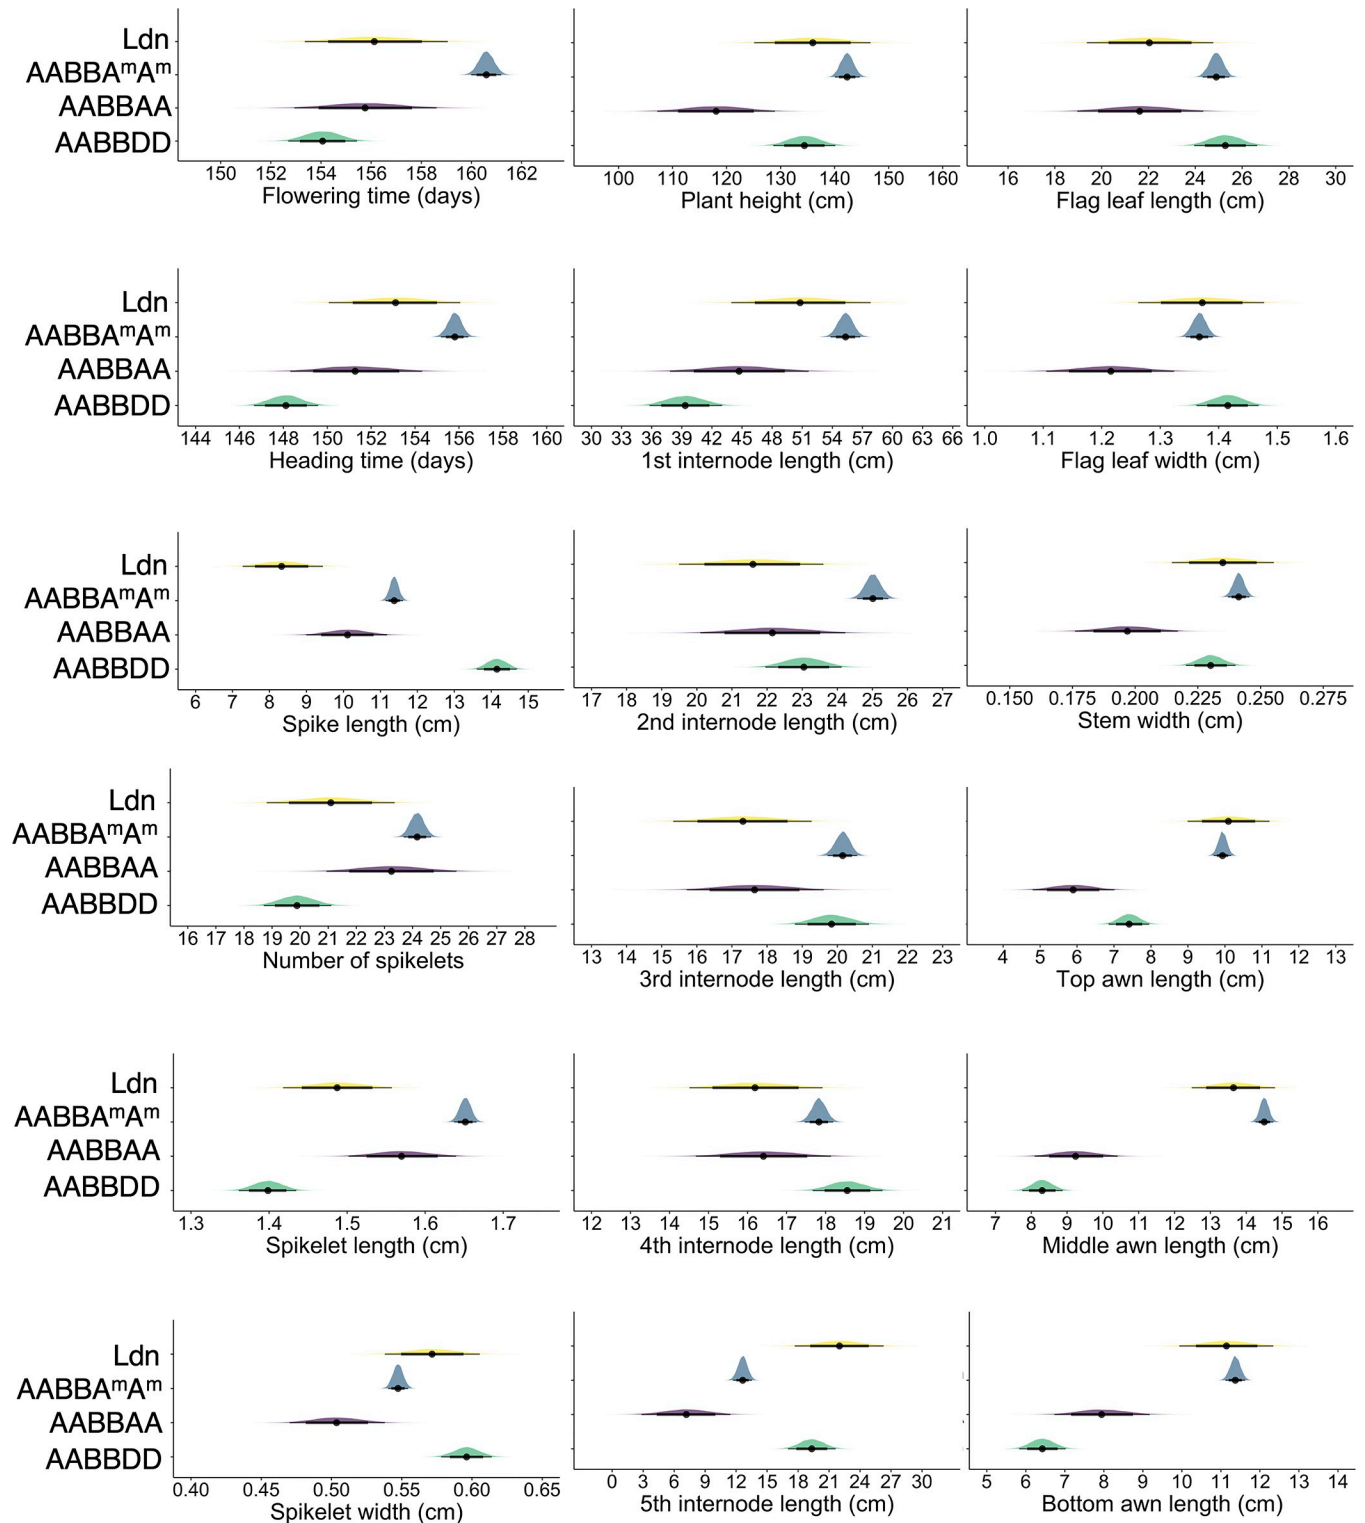 Ldn
AABBAᵐAᵐ
AABBAA
AABBDD
150 152 154 156 158 160 162
Flowering time (days)
100 110 120 130 140 150 160
Plant height (cm)
16 18 20 22 24 26 28 30
Flag leaf length (cm)
Ldn
AABBAᵐAᵐ
AABBAA
AABBDD
144 146 148 150 152 154 156 158 160
Heading time (days)
30 33 36 39 42 45 48 51 54 57 60 63 66
1st internode length (cm)
1.0 1.1 1.2 1.3 1.4 1.5 1.6
Flag leaf width (cm)
Ldn
AABBAᵐAᵐ
AABBAA
AABBDD
6 7 8 9 10 11 12 13 14 15
Spike length (cm)
17 18 19 20 21 22 23 24 25 26 27
2nd internode length (cm)
0.150 0.175 0.200 0.225 0.250 0.275
Stem width (cm)
Ldn
AABBAᵐAᵐ
AABBAA
AABBDD
16 17 18 19 20 21 22 23 24 25 26 27 28
Number of spikelets
13 14 15 16 17 18 19 20 21 22 23
3rd internode length (cm)
4 5 6 7 8 9 10 11 12 13
Top awn length (cm)
Ldn
AABBAᵐAᵐ
AABBAA
AABBDD
1.3 1.4 1.5 1.6 1.7
Spikelet length (cm)
12 13 14 15 16 17 18 19 20 21
4th internode length (cm)
7 8 9 10 11 12 13 14 15 16
Middle awn length (cm)
Ldn
AABBAᵐAᵐ
AABBAA
AABBDD
0.40 0.45 0.50 0.55 0.60 0.65
Spikelet width (cm)
0 3 6 9 12 15 18 21 24 27 30
5th internode length (cm)
5 6 7 8 9 10 11 12 13 14
Bottom awn length (cm)